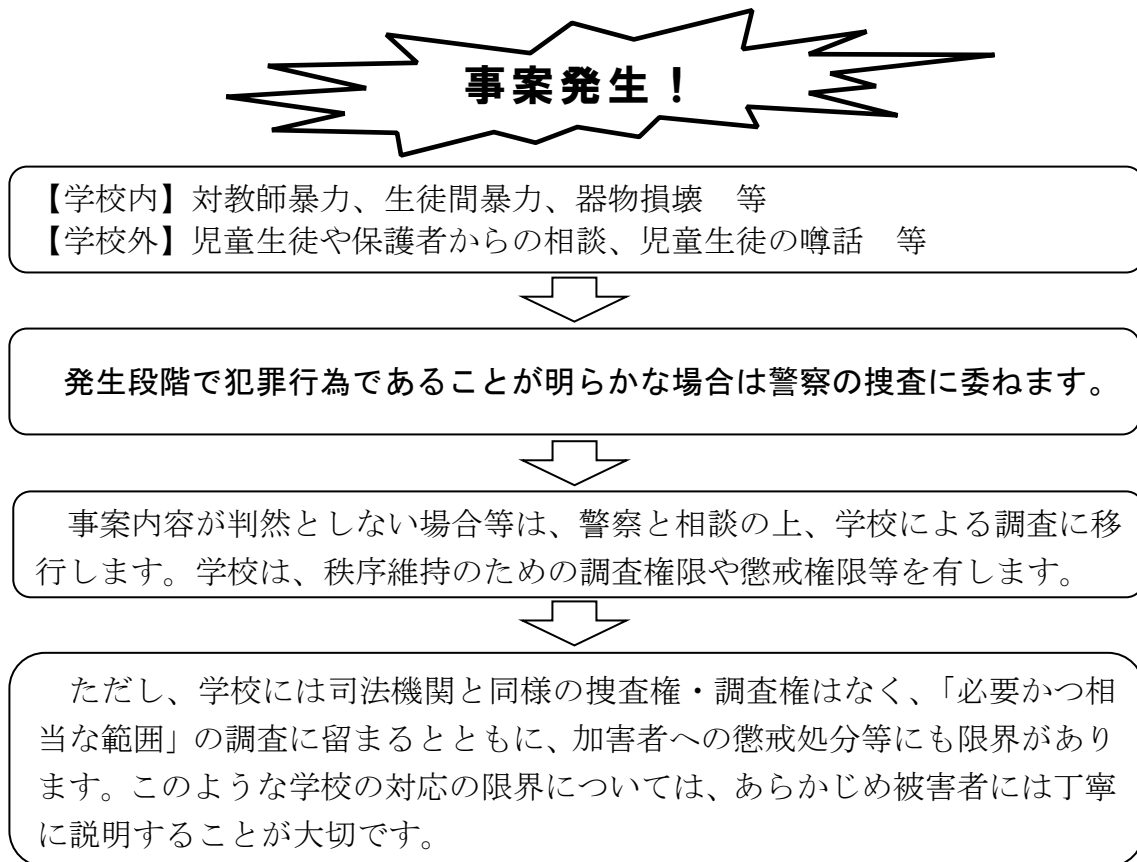 事案発生！
【学校内】対教師暴力、生徒間暴力、器物損壊　等
【学校外】児童生徒や保護者からの相談、児童生徒の噂話　等
発生段階で犯罪行為であることが明らかな場合は警察の捜査に委ねます。
　事案内容が判然としない場合等は、警察と相談の上、学校による調査に移
行します。学校は、秩序維持のための調査権限や懲戒権限等を有します。
　ただし、学校には司法機関と同様の捜査権・調査権はなく、「必要かつ相
当な範囲」の調査に留まるとともに、加害者への懲戒処分等にも限界があり
ます。このような学校の対応の限界については、あらかじめ被害者には丁寧
に説明することが大切です。